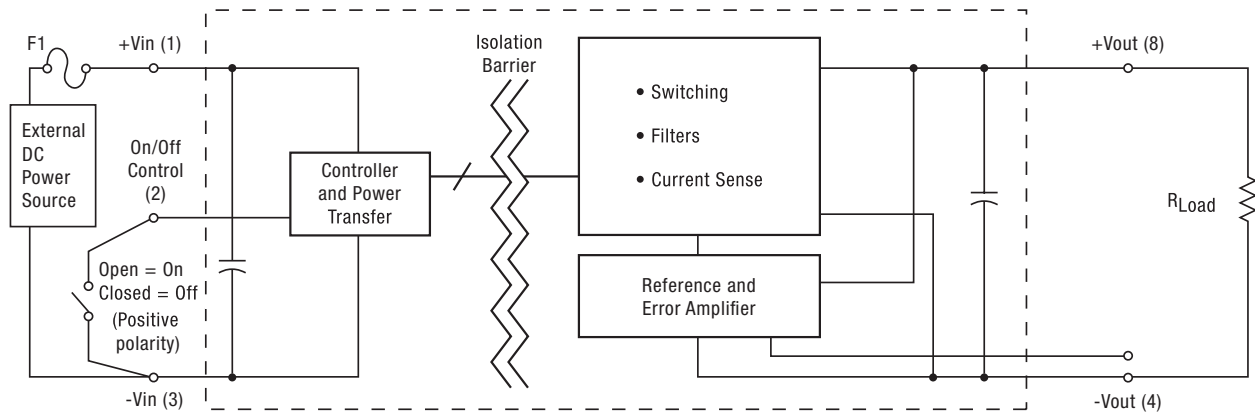 F1
+Vin (1)
External
DC
Power
Source
On/Off
Control
(2)
Open = On
Closed = Off
(Positive
polarity)
-Vin (3)
Controller
and Power
Transfer
Isolation
Barrier
• Switching
• Filters
• Current Sense
Reference and
Error Amplifier
+Vout (8)
RLoad
-Vout (4)